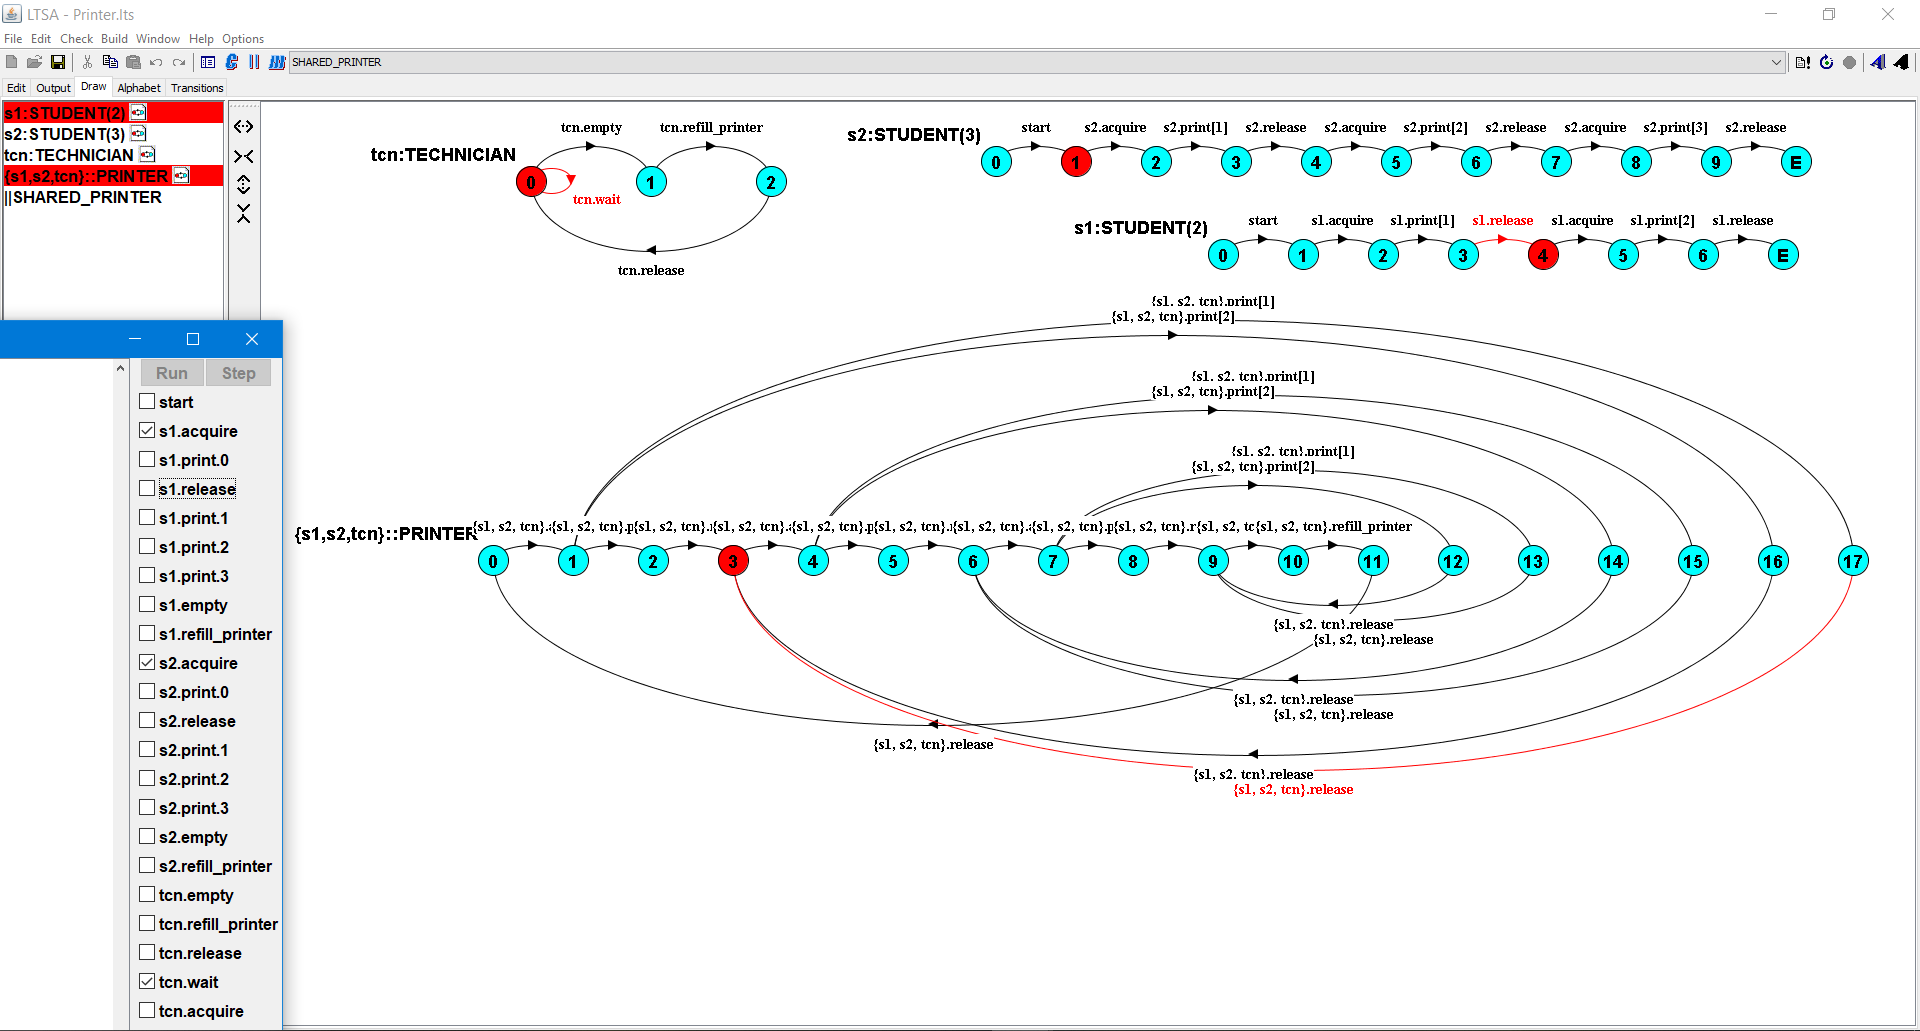 LTSA - Printer.lts
File Edit Check Build Window Help Options
SHARED_PRINTER
Edit Output Draw Alphabet Transitions
s1:STUDENT(2)
s2:STUDENT(3)
tcn:TECHNICIAN
{s1,s2,tcn}::PRINTER
||SHARED_PRINTER
Run Step
start
s1.acquire
s1.print.0
s1.release
s1.print.1
s1.print.2
s1.print.3
s1.empty
s1.refill_printer
s2.acquire
s2.print.0
s2.release
s2.print.1
s2.print.2
s2.print.3
s2.empty
s2.refill_printer
tcn.empty
tcn.refill_printer
tcn.release
tcn.wait
tcn.acquire
tcn:TECHNICIAN
tcn.empty tcn.refill_printer
0 1 2
tcn.wait
tcn.release
s2:STUDENT(3)
start s2.acquire s2.print[1] s2.release s2.acquire s2.print[2] s2.release s2.acquire s2.print[3] s2.release
0 1 2 3 4 5 6 7 8 9 E
s1:STUDENT(2)
start s1.acquire s1.print[1] s1.release s1.acquire s1.print[2] s1.release
0 1 2 3 4 5 6 E
{s1, s2, tcn}.print[1]
{s1, s2, tcn}.print[2]
{s1, s2, tcn}.print[1]
{s1, s2, tcn}.print[2]
{s1, s2, tcn}.print[1]
{s1, s2, tcn}.print[2]
{s1,s2,tcn}::PRINTER
{s1, s2, tcn}.a{s1, s2, tcn}.p{s1, s2, tcn}.r{s1, s2, tcn}.a{s1, s2, tcn}.p{s1, s2, tcn}.r{s1, s2, tcn}.a{s1, s2, tcn}.p{s1, s2, tcn}.r{s1, s2, tc{s1, s2, tcn}.refill_printer
0 1 2 3 4 5 6 7 8 9 10 11 12 13 14 15 16 17
{s1, s2, tcn}.release
{s1, s2, tcn}.release
{s1, s2, tcn}.release
{s1, s2, tcn}.release
{s1, s2, tcn}.release
{s1, s2, tcn}.release
{s1, s2, tcn}.release